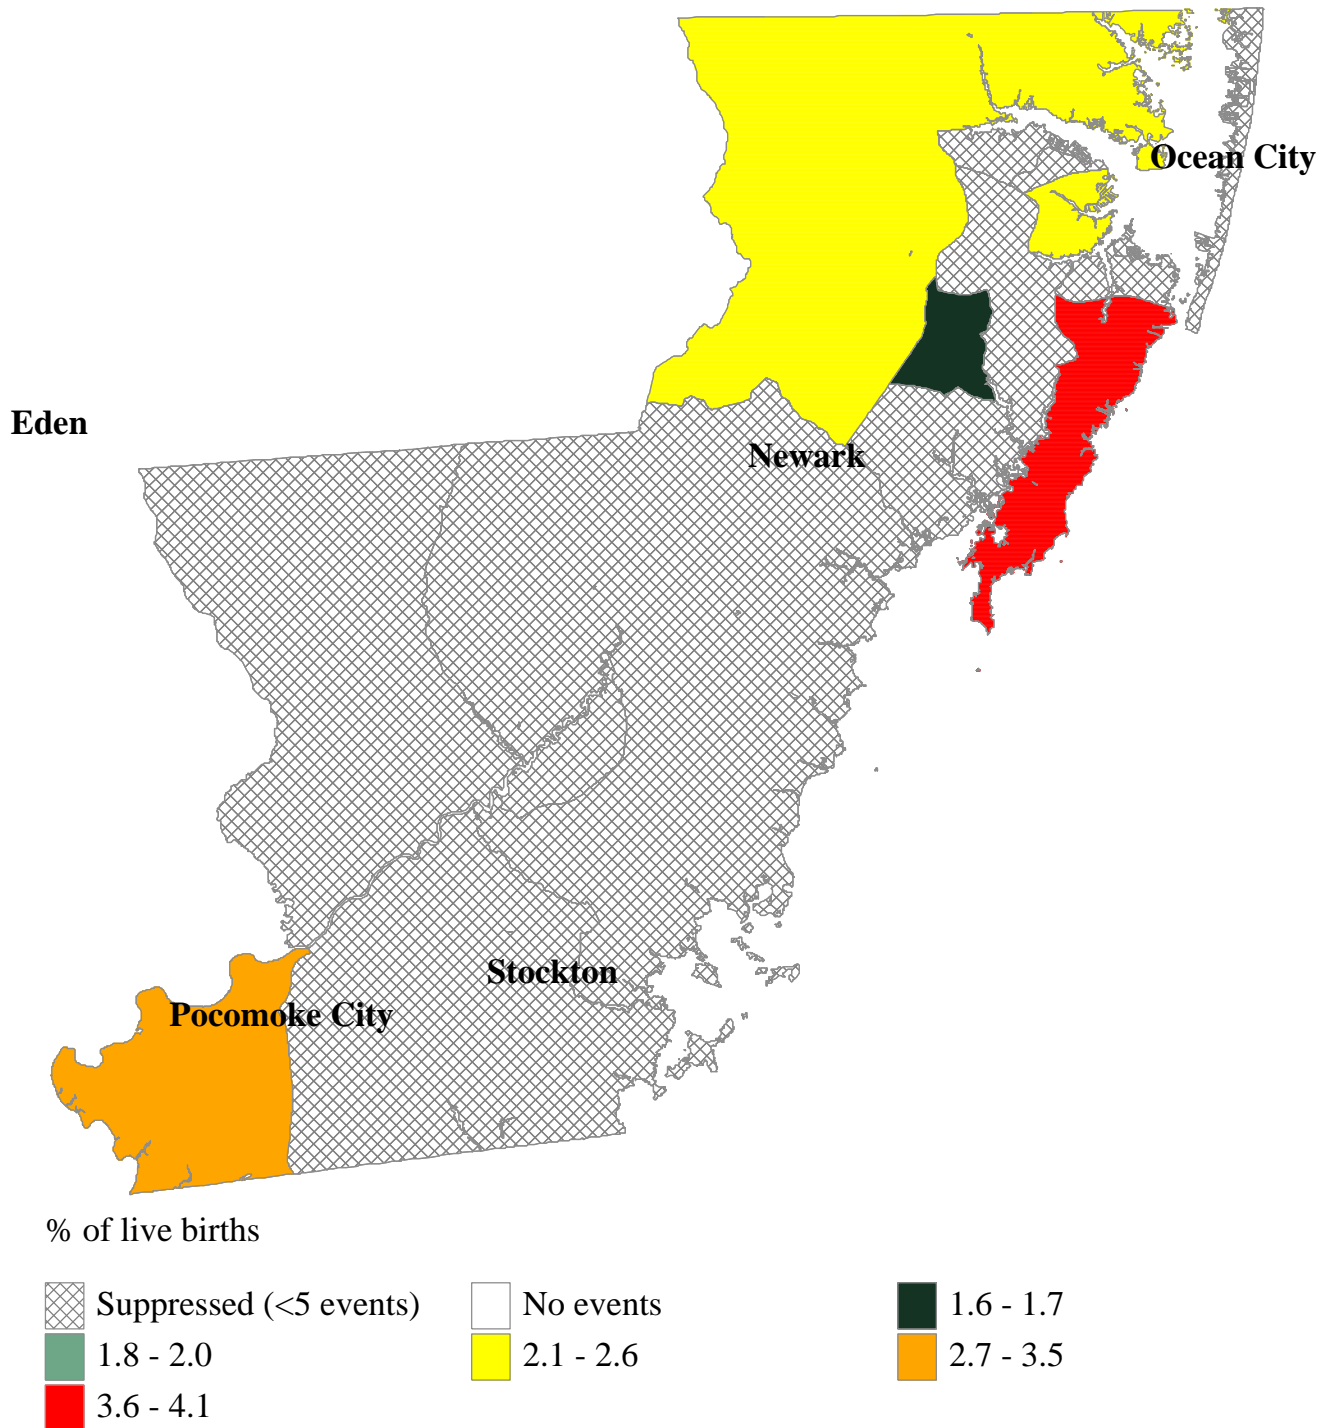 Ocean City
Eden
Newark
Stockton
Pocomoke City
% of live births
Suppressed (<5 events)
No events
1.6 - 1.7
1.8 - 2.0
2.1 - 2.6
2.7 - 3.5
3.6 - 4.1